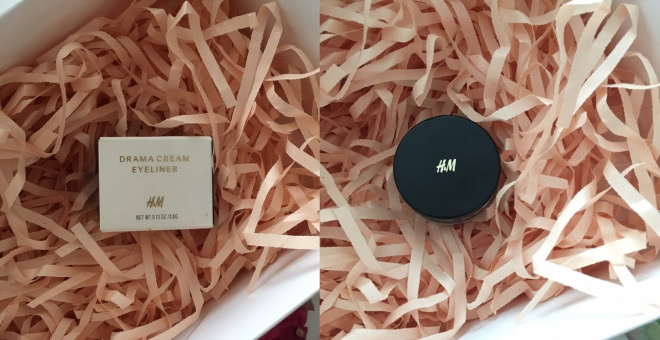 DRAMA CREAM
EYELINER
H&M
NET WT 0.13 OZ /3.8G
H&M